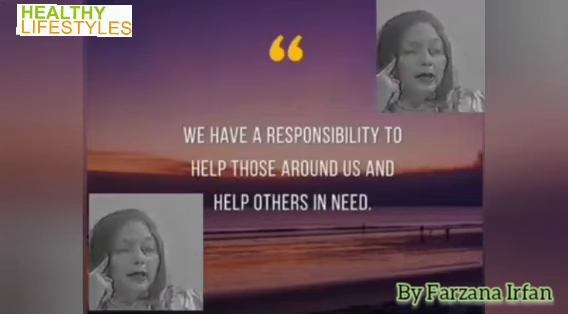 HEALTHY
LIFESTYLES
“
WE HAVE A RESPONSIBILITY TO
HELP THOSE AROUND US AND
HELP OTHERS IN NEED.
By Farzana Irfan